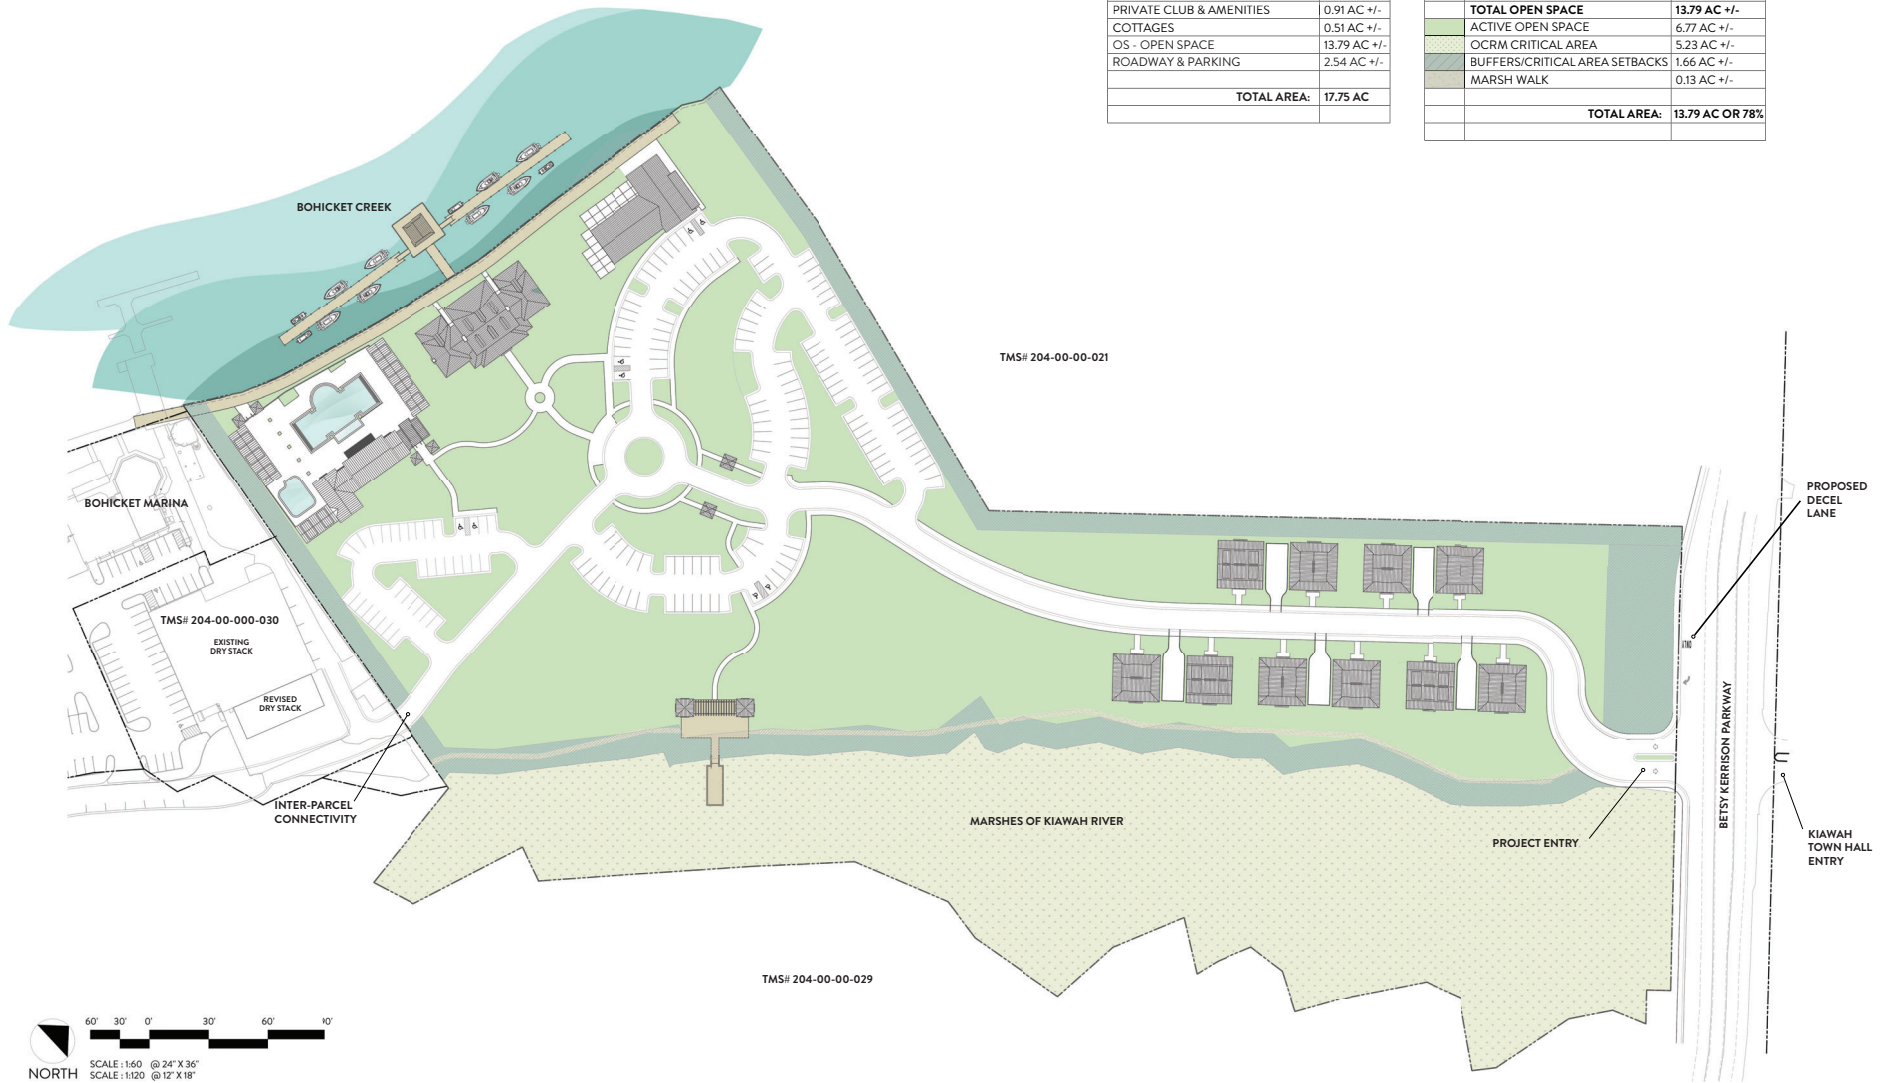 PRIVATE CLUB & AMENITIES 0.91 AC +/-
COTTAGES 0.51 AC +/-
OS - OPEN SPACE 13.79 AC +/-
ROADWAY & PARKING 2.54 AC +/-
TOTAL AREA: 17.75 AC
TOTAL OPEN SPACE 13.79 AC +/-
ACTIVE OPEN SPACE 6.77 AC +/-
OCRM CRITICAL AREA 5.23 AC +/-
BUFFERS/CRITICAL AREA SETBACKS 1.66 AC +/-
MARSH WALK 0.13 AC +/-
TOTAL AREA: 13.79 AC OR 78%
BOHICKET CREEK
TMS# 204-00-00-021
BOHICKET MARINA
PROPOSED
DECEL
LANE
TMS# 204-00-000-030
EXISTING
DRY STACK
REVISED
DRY STACK
BETSY KERRISON PARKWAY
INTER-PARCEL
CONNECTIVITY
MARSHES OF KIAWAH RIVER
PROJECT ENTRY
KIAWAH
TOWN HALL
ENTRY
TMS# 204-00-00-029
60' 30' 0' 30' 60' 90'
NORTH
SCALE : 1:60 @ 24" X 36"
SCALE : 1:120 @ 12" X 18"